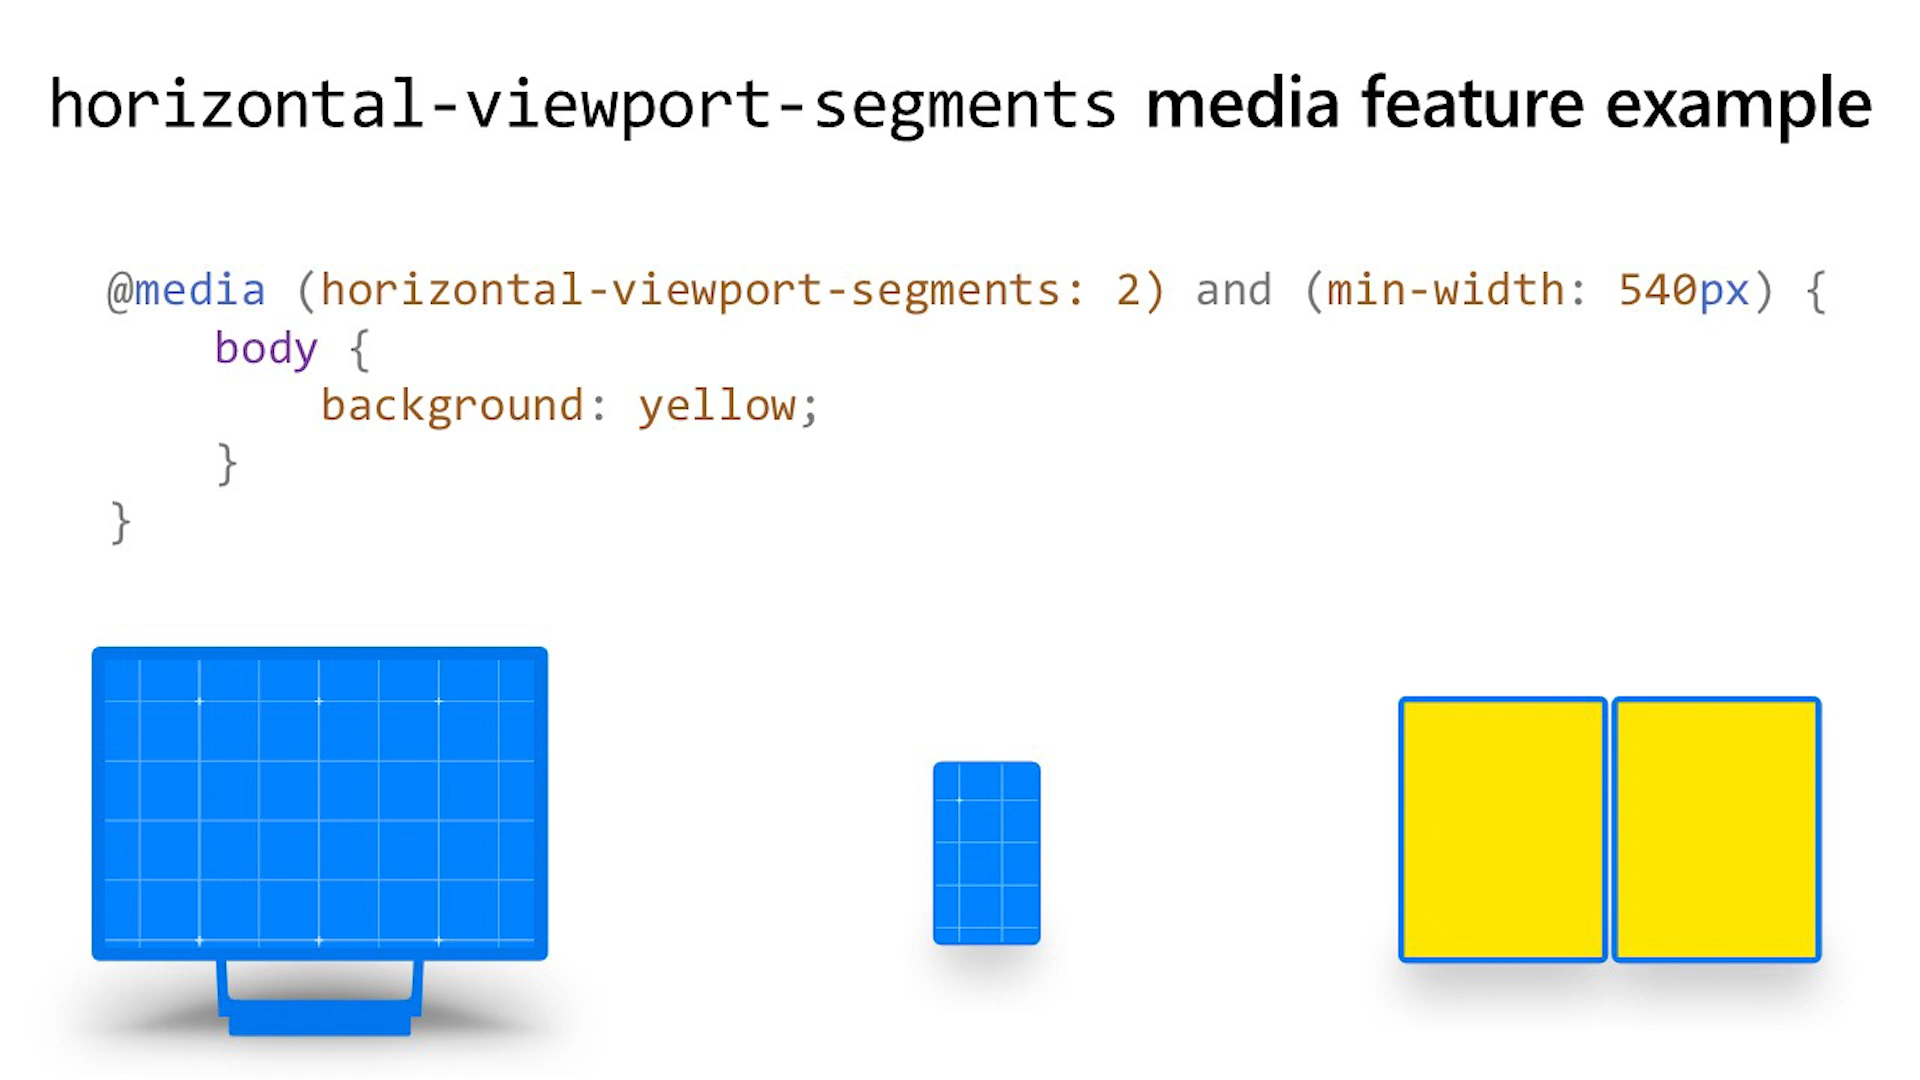 horizontal-viewport-segments media feature example
@media (horizontal-viewport-segments: 2) and (min-width: 540px) {
body {
background: yellow;
}
}